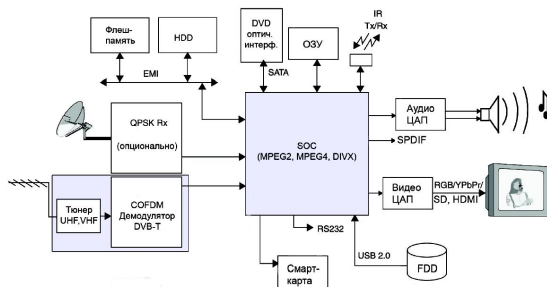 Флеш-
память
HDD
DVD
оптич.
интерф.
ОЗУ
IR
Tx/Rx
EMI
SATA
QPSK Rx
(опционально)
SOC
(MPEG2, MPEG4, DIVX)
Аудио
ЦАП
SPDIF
Тюнер
UHF,VHF
COFDM
Демодулятор
DVB-T
Видео
ЦАП
RGB/YPbPr/
SD, HDMI
RS232
USB 2.0
FDD
Смарт-
карта